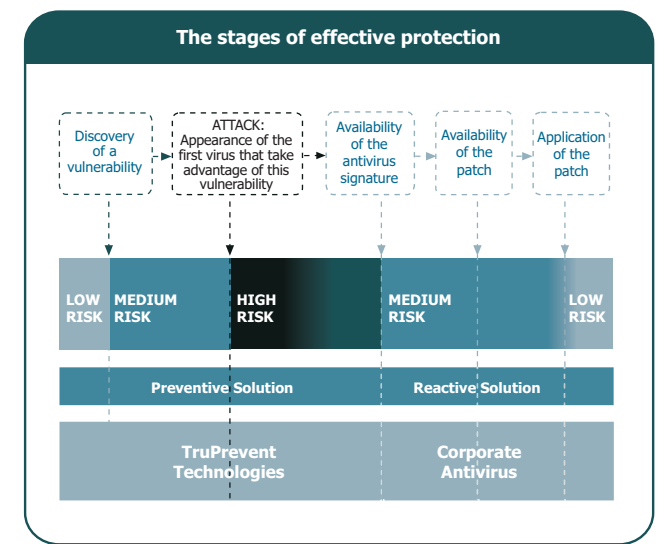 The stages of effective protection
Discovery
of a
vulnerability
ATTACK:
Appearance of the
first virus that take
advantage of this
vulnerability
Availability
of the
antivirus
signature
Availability
of the
patch
Application
of the
patch
LOW
RISK
MEDIUM
RISK
HIGH
RISK
MEDIUM
RISK
LOW
RISK
Preventive Solution
Reactive Solution
TruPrevent
Technologies
Corporate
Antivirus